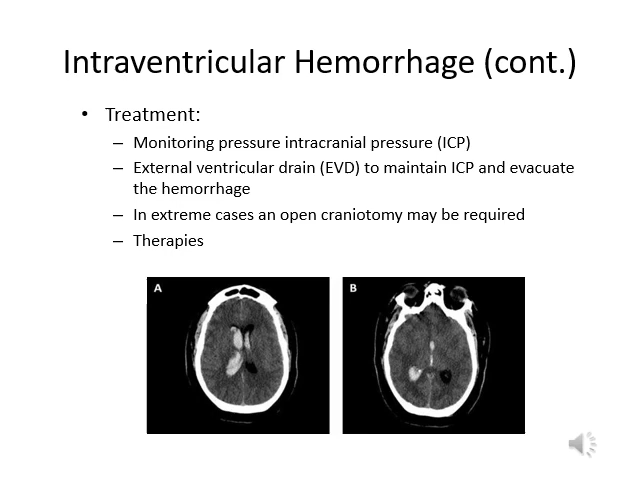 Intraventricular Hemorrhage (cont.)
• Treatment:
– Monitoring pressure intracranial pressure (ICP)
– External ventricular drain (EVD) to maintain ICP and evacuate
the hemorrhage
– In extreme cases an open craniotomy may be required
– Therapies
A B